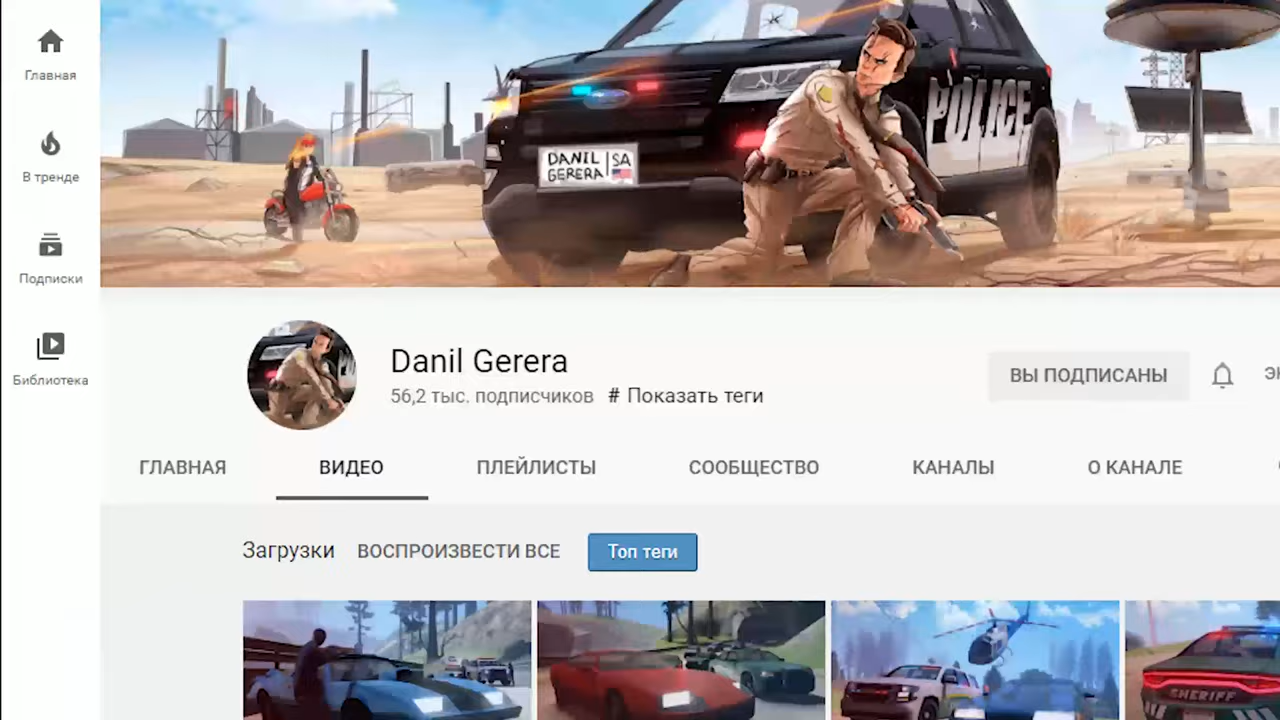 Главная
В тренде
Подписки
Библиотека
POLICE
DANIL GERERA
SA
Danil Gerera
56,2 тыс. подписчиков # Показать теги
ВЫ ПОДПИСАНЫ
ГЛАВНАЯ ВИДЕО ПЛЕЙЛИСТЫ СООБЩЕСТВО КАНАЛЫ О КАНАЛЕ
Загрузки ВОСПРОИЗВЕСТИ ВСЕ Топ теги
SHERIFF